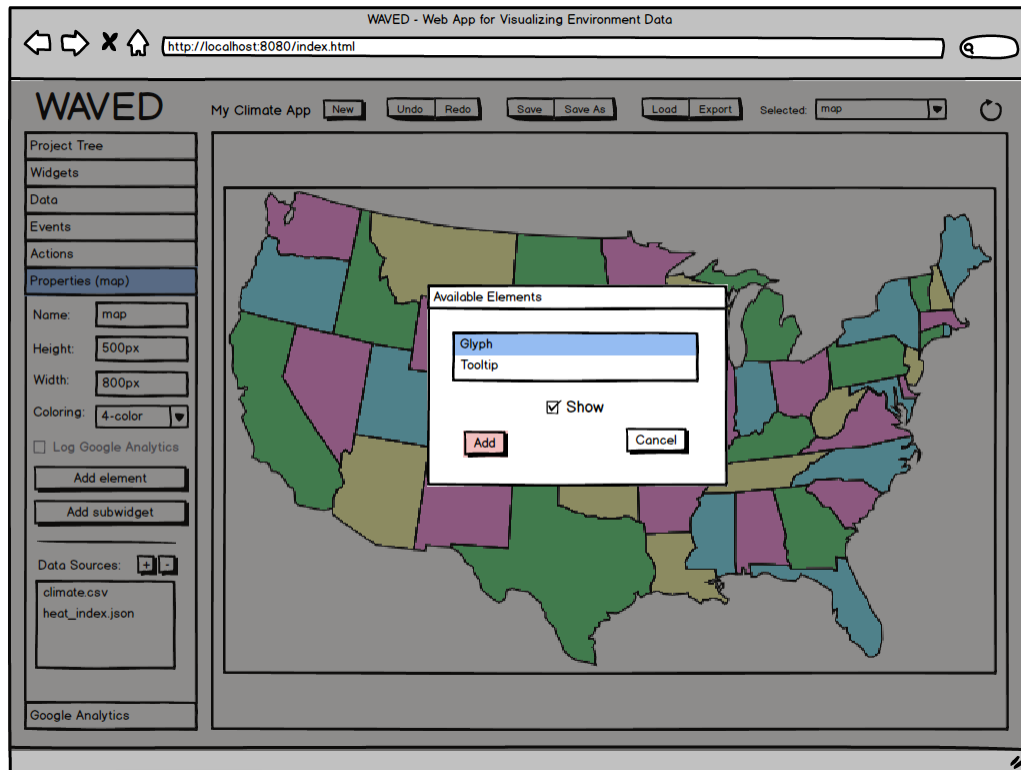 WAVED - Web App for Visualizing Environment Data
http://localhost:8080/index.html
WAVED
My Climate App New Undo Redo Save Save As Load Export Selected: map
Project Tree
Widgets
Data
Events
Actions
Properties (map)
Name: map
Height: 500px
Width: 800px
Coloring: 4-color
Log Google Analytics
Add element
Add subwidget
Data Sources: + -
climate.csv
heat_index.json
Google Analytics
Available Elements
Glyph
Tooltip
Show
Add Cancel